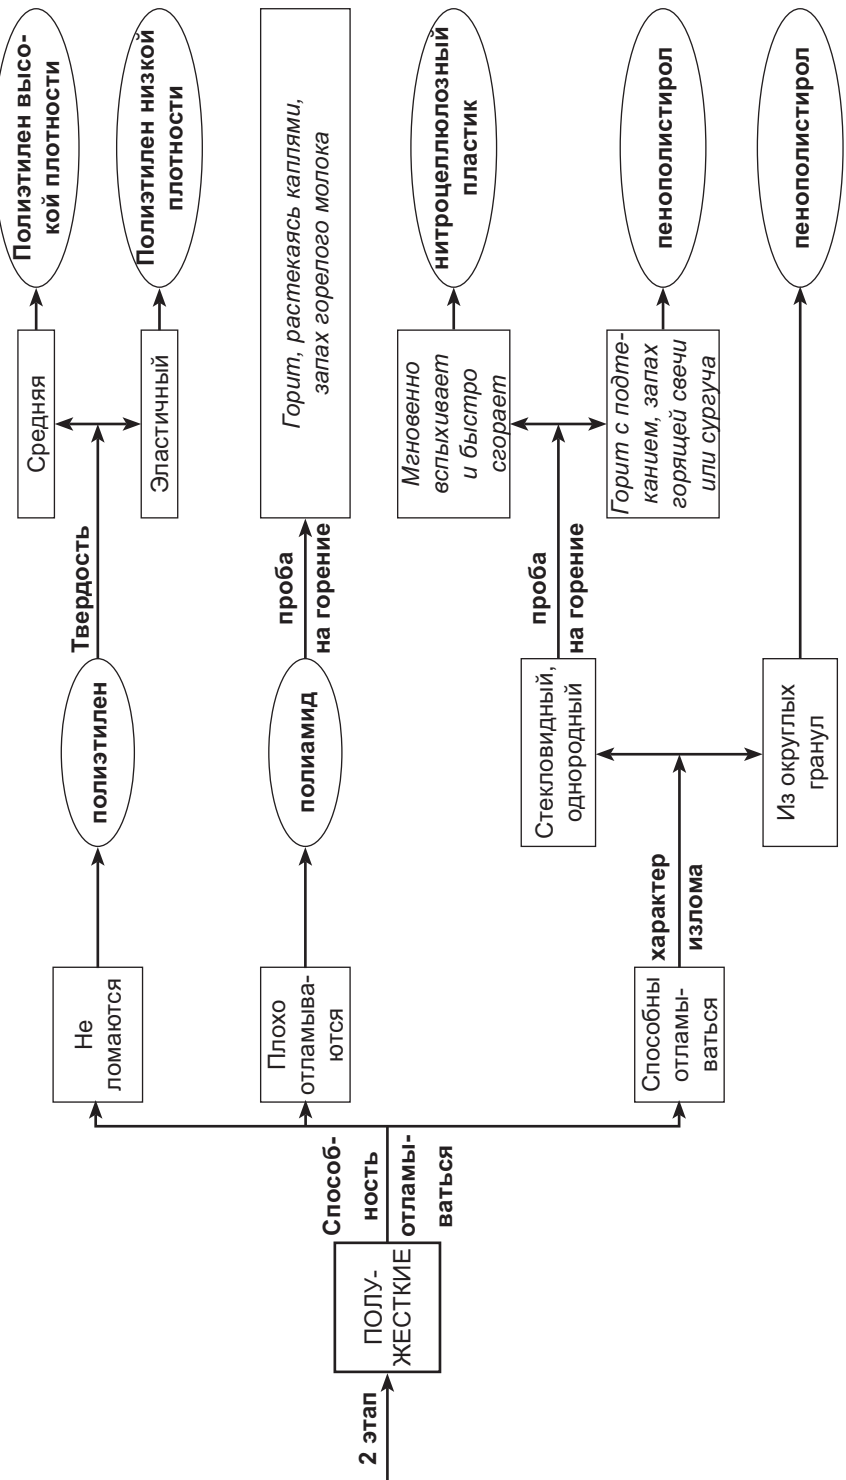 2 этап
ПОЛУ-
ЖЕСТКИЕ
Способ-
ность
отламы-
ваться
Не
ломаются
полиэтилен
Твердость
Средняя
Полиэтилен высо-
кой плотности
Эластичный
Полиэтилен низкой
плотности
Плохо
отламыва-
ются
полиамид
проба
на горение
Горит, растекаясь каплями,
запах горелого молока
Способны
отламы-
ваться
характер
излома
Стекловидный,
однородный
проба
на горение
Мгновенно
вспыхивает
и быстро
сгорает
нитроцеллюлозный
пластик
Горит с подте-
канием, запах
горящей свечи
или сургуча
пенополистирол
Из округлых
гранул
пенополистирол